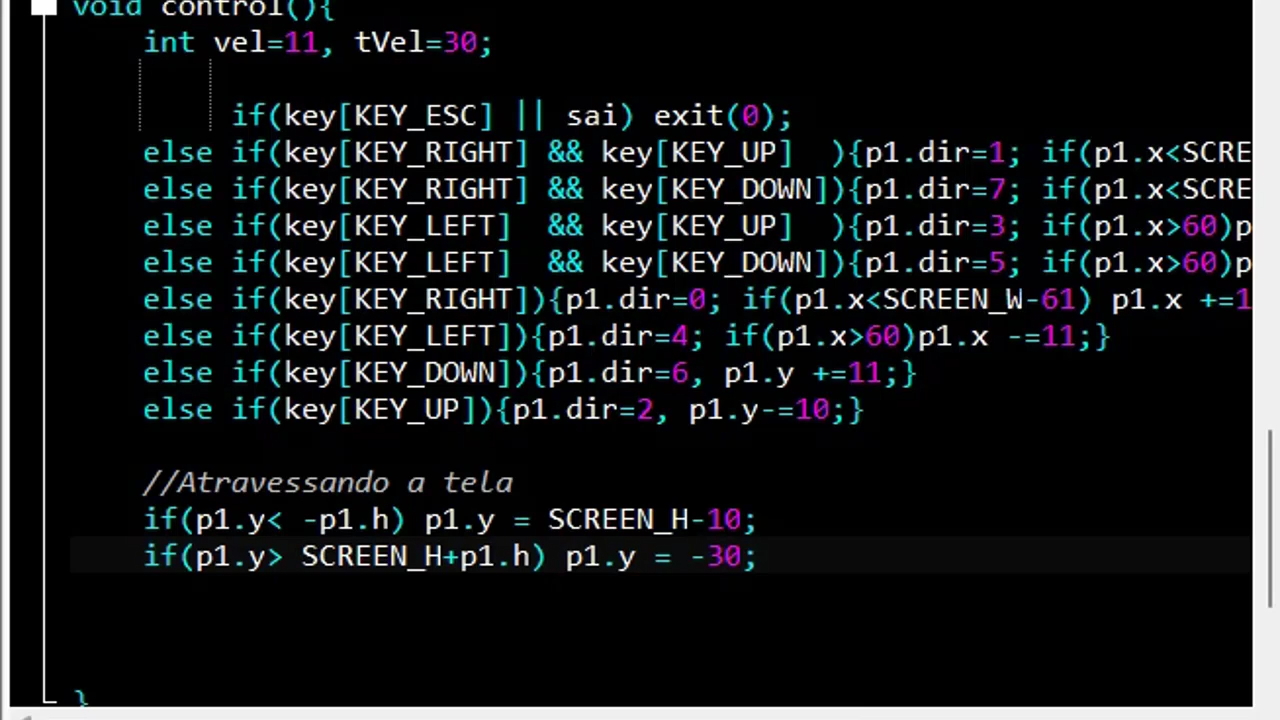 void control(){
int vel=11, tVel=30;
if(key[KEY_ESC] || sai) exit(0);
else if(key[KEY_RIGHT] && key[KEY_UP]  ){p1.dir=1; if(p1.x<SCRE
else if(key[KEY_RIGHT] && key[KEY_DOWN]){p1.dir=7; if(p1.x<SCRE
else if(key[KEY_LEFT]  && key[KEY_UP]  ){p1.dir=3; if(p1.x>60)p
else if(key[KEY_LEFT]  && key[KEY_DOWN]){p1.dir=5; if(p1.x>60)p
else if(key[KEY_RIGHT]){p1.dir=0; if(p1.x<SCREEN_W-61) p1.x +=1
else if(key[KEY_LEFT]){p1.dir=4; if(p1.x>60)p1.x -=11;}
else if(key[KEY_DOWN]){p1.dir=6, p1.y +=11;}
else if(key[KEY_UP]){p1.dir=2, p1.y-=10;}
//Atravessando a tela
if(p1.y< -p1.h) p1.y = SCREEN_H-10;
if(p1.y> SCREEN_H+p1.h) p1.y = -30;
}